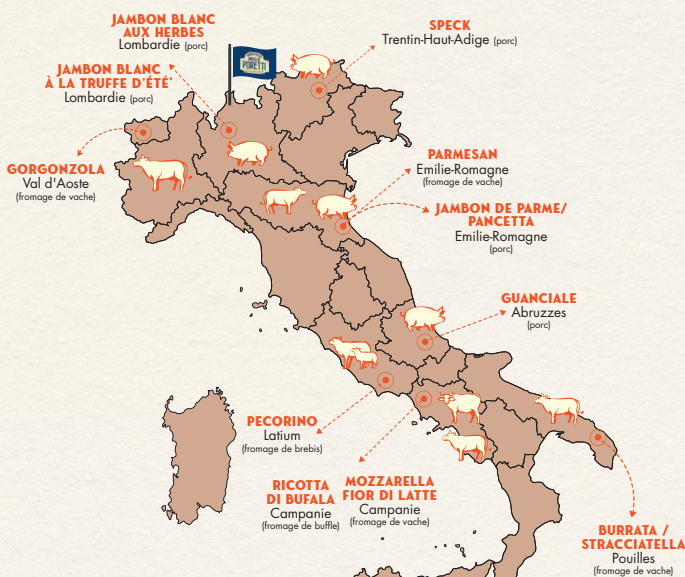 JAMBON BLANC
AUX HERBES
Lombardie (porc)
SPECK
Trentin-Haut-Adige (porc)
PORETTI
JAMBON BLANC
À LA TRUFFE D'ÉTÉ*
Lombardie (porc)
GORGONZOLA
Val d'Aoste
(fromage de vache)
PARMESAN
Emilie-Romagne
(fromage de vache)
JAMBON DE PARME/
PANCETTA
Emilie-Romagne
(porc)
GUANCIALE
Abruzzes
(porc)
PECORINO
Latium
(fromage de brebis)
RICOTTA
DI BUFALA
Campanie
(fromage de buffle)
MOZZARELLA
FIOR DI LATTE
Campanie
(fromage de vache)
BURRATA /
STRACCIATELLA
Pouilles
(fromage de vache)